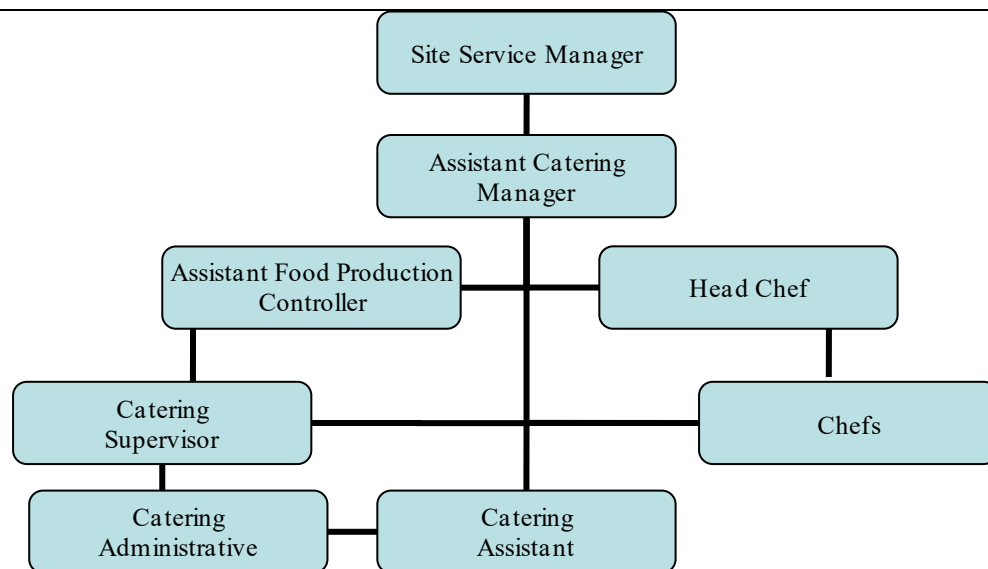 Site Service Manager
Assistant Catering
Manager
Assistant Food Production
Controller
Head Chef
Catering
Supervisor
Chefs
Catering
Administrative
Catering
Assistant